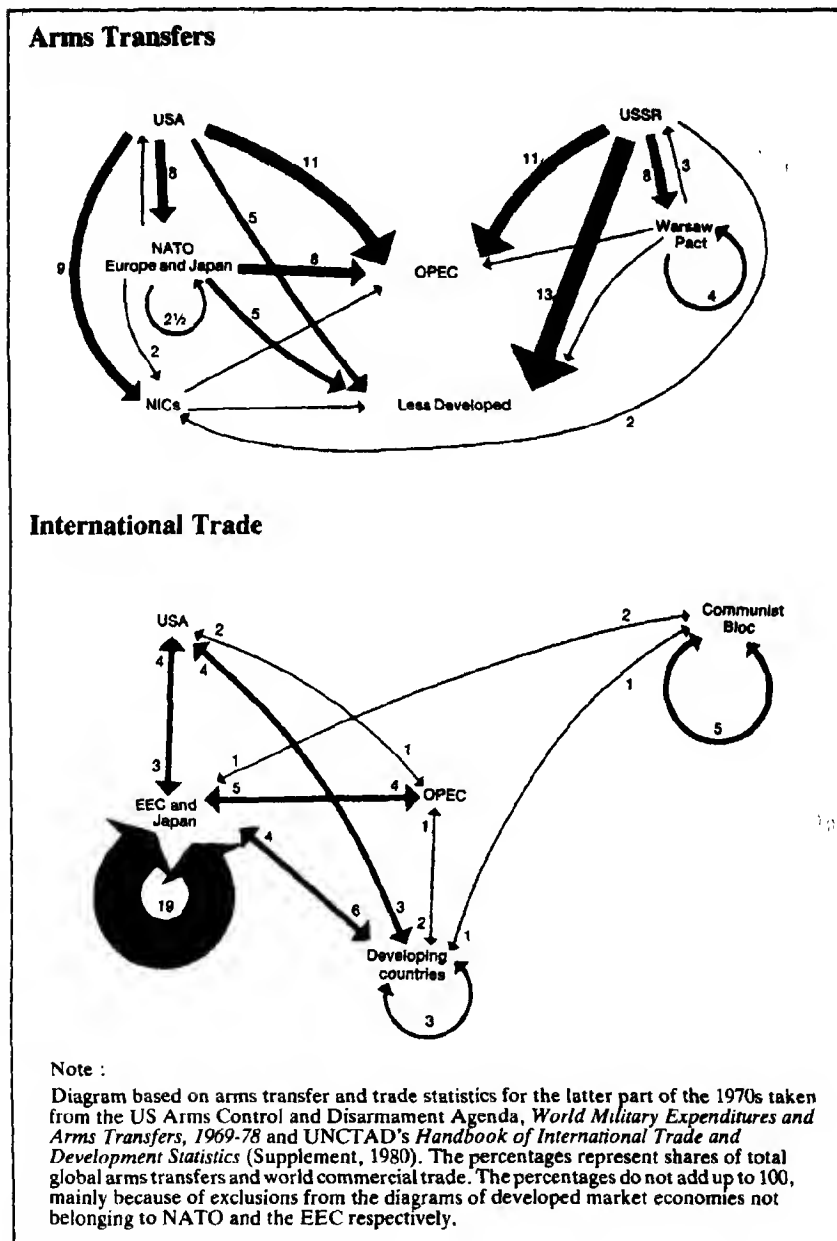 Arms Transfers
USA
USSR
11
11
8
8
3
5
Warsaw
Pact
NATO
Europe and Japan
8
OPEC
9
4
13
2½
5
2
NICs
Less Developed
2
International Trade
USA
2
Communist
Bloc
2
4
4
1
5
1
1
3
5
4
OPEC
EEC and
Japan
1
4
19
6
3
2
1
Developing
countries
3
Note :
Diagram based on arms transfer and trade statistics for the latter part of the 1970s taken
from the US Arms Control and Disarmament Agenda, World Military Expenditures and
Arms Transfers, 1969-78 and UNCTAD's Handbook of International Trade and
Development Statistics (Supplement, 1980). The percentages represent shares of total
global arms transfers and world commercial trade. The percentages do not add up to 100,
mainly because of exclusions from the diagrams of developed market economies not
belonging to NATO and the EEC respectively.